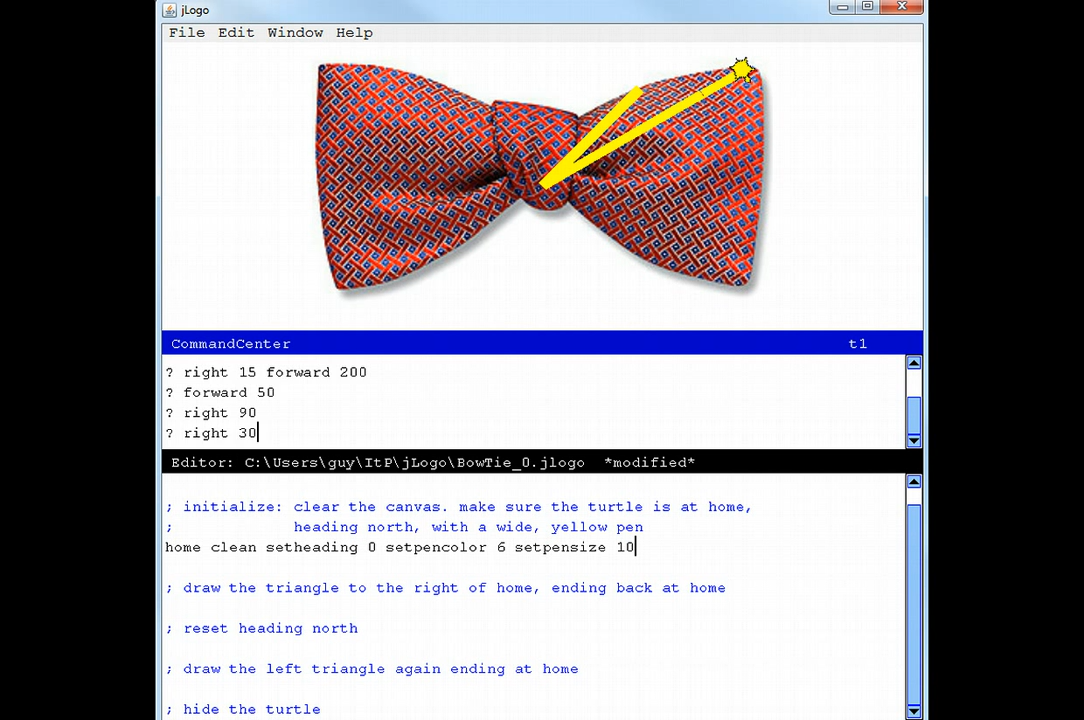 jLogo
File Edit Window Help
CommandCenter t1
? right 15 forward 200
? forward 50
? right 90
? right 30
Editor: C:\Users\guy\ItP\jLogo\BowTie_0.jlogo *modified*
; initialize: clear the canvas. make sure the turtle is at home,
; heading north, with a wide, yellow pen
home clean setheading 0 setpencolor 6 setpensize 10
; draw the triangle to the right of home, ending back at home
; reset heading north
; draw the left triangle again ending at home
; hide the turtle